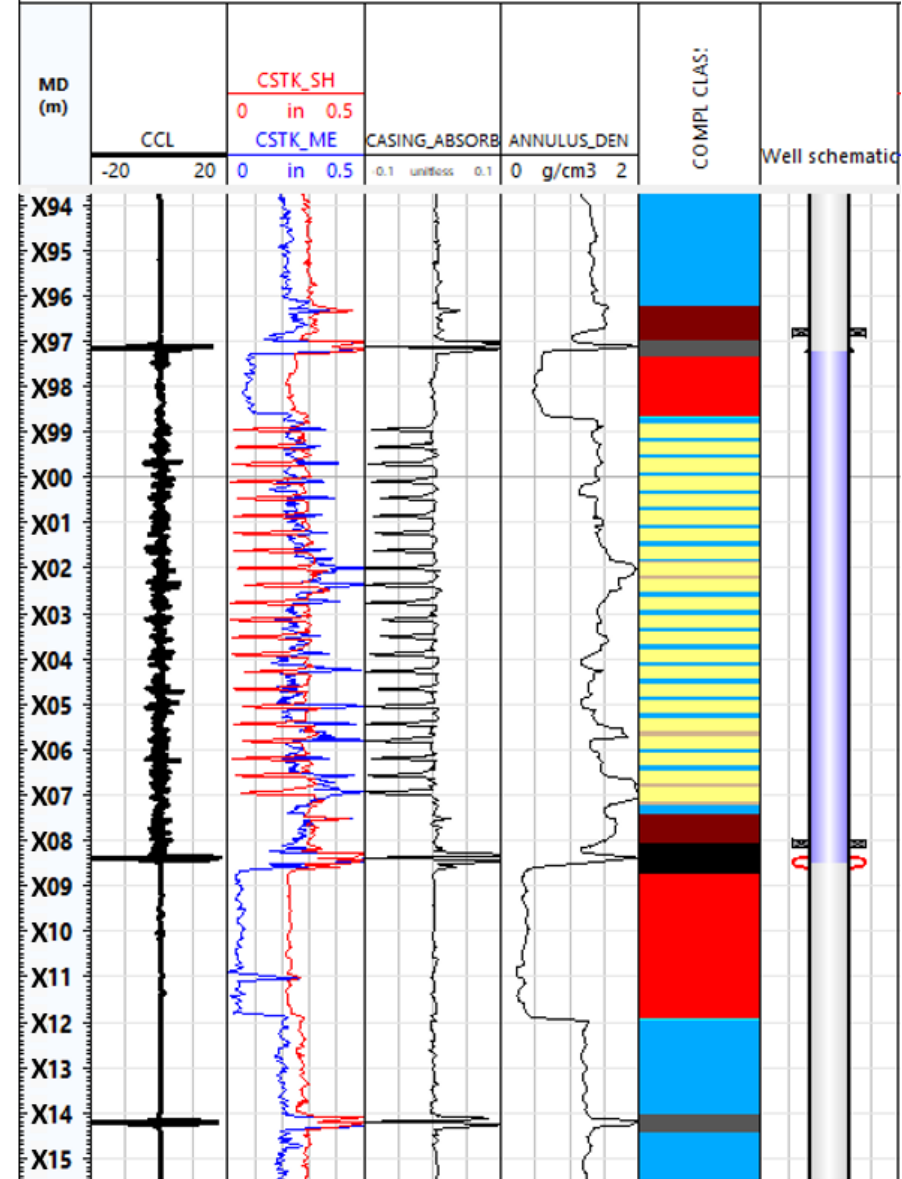 MD
(m)
CCL
-20 20
CSTK_SH
0 in 0.5
CSTK_ME
0 in 0.5
CASING_ABSORB
-0.1 unitless 0.1
ANNULUS_DEN
0 g/cm3 2
COMPL CLAS
Well schematic
X94
X95
X96
X97
X98
X99
X00
X01
X02
X03
X04
X05
X06
X07
X08
X09
X10
X11
X12
X13
X14
X15